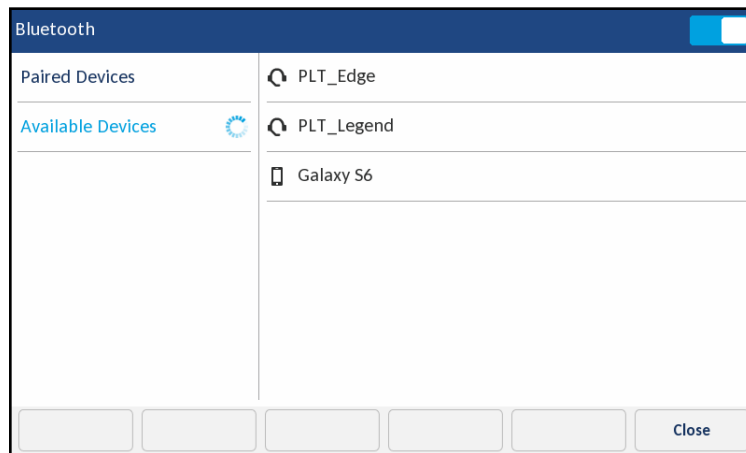 Bluetooth
Paired Devices
Available Devices
PLT_Edge
PLT_Legend
Galaxy S6
Close